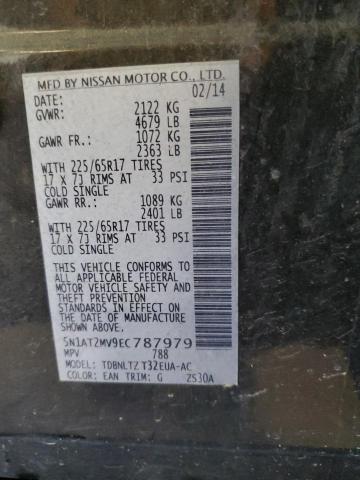 MFD BY NISSAN MOTOR CO., LTD.
DATE: 02/14
GVWR: 2122 KG
4679 LB
GAWR FR: 1072 KG
2363 LB
WITH 225/65R17 TIRES
17 X 7J RIMS AT 33 PSI
COLD SINGLE
GAWR RR: 1089 KG
2401 LB
WITH 225/65R17 TIRES
17 X 7J RIMS AT 33 PSI
COLD SINGLE
THIS VEHICLE CONFORMS TO
ALL APPLICABLE FEDERAL
MOTOR VEHICLE SAFETY AND
THEFT PREVENTION
STANDARDS IN EFFECT ON
THE DATE OF MANUFACTURE
SHOWN ABOVE.
5N1AT2MV9EC787979
MPV 788
MODEL: TDBNLTZ T32EUA-AC
COLOR: EAN TRIM: G 2S30A